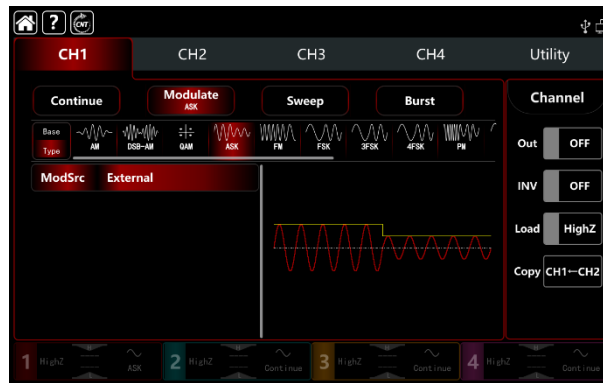 ? CNT
CH1 CH2 CH3 CH4 Utility
Continue Modulate Sweep Burst Channel
ASK
Base
Type
AM DSB-AM QAM ASK FM FSK 3FSK 4FSK PM
Out OFF
ModSrc External
INV OFF
Load HighZ
Copy CH1←CH2
1 HighZ ASK 2 HighZ Continue 3 HighZ Continue 4 HighZ Continue